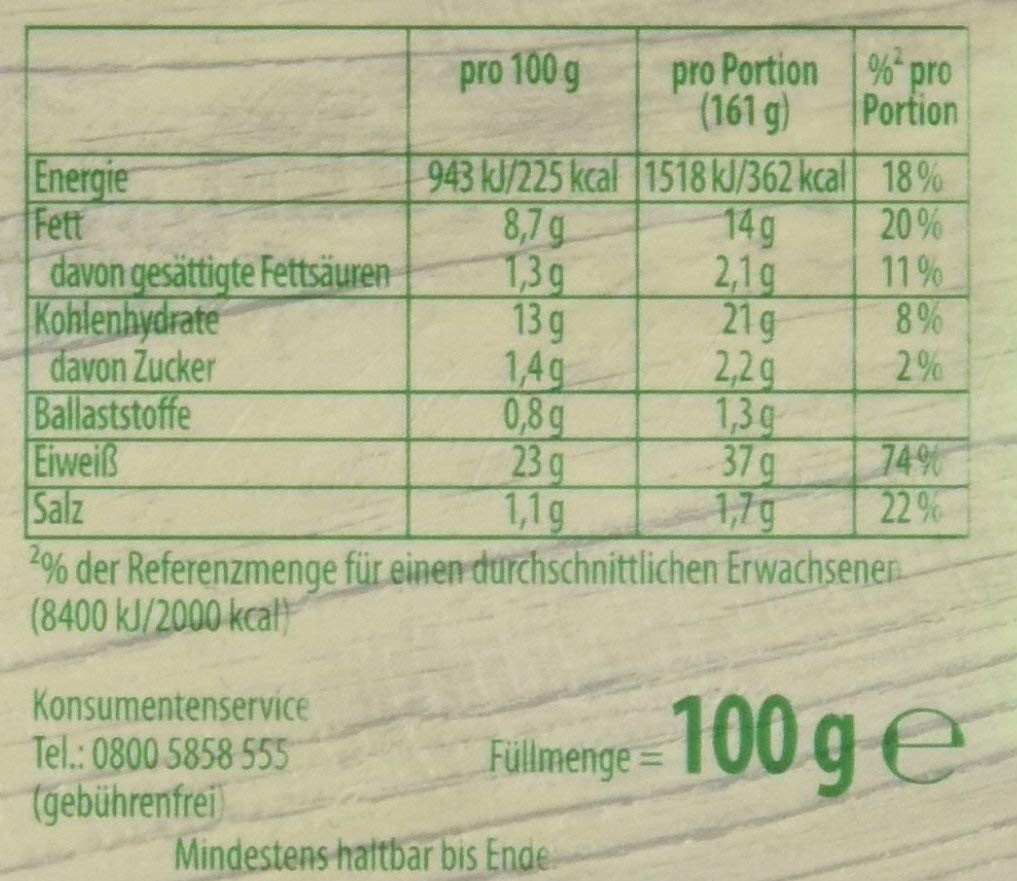 pro 100 g pro Portion (161 g) %² pro Portion
Energie 943 kJ/225 kcal 1518 kJ/362 kcal 18 %
Fett 8,7 g 14 g 20 %
davon gesättigte Fettsäuren 1,3 g 2,1 g 11 %
Kohlenhydrate 13 g 21 g 8 %
davon Zucker 1,4 g 2,2 g 2 %
Ballaststoffe 0,8 g 1,3 g
Eiweiß 23 g 37 g 74 %
Salz 1,1 g 1,7 g 22 %
²% der Referenzmenge für einen durchschnittlichen Erwachsenen
(8400 kJ/2000 kcal)
Konsumentenservice
Tel.: 0800 5858 555
(gebührenfrei)
Füllmenge = 100 g ℮
Mindestens haltbar bis Ende